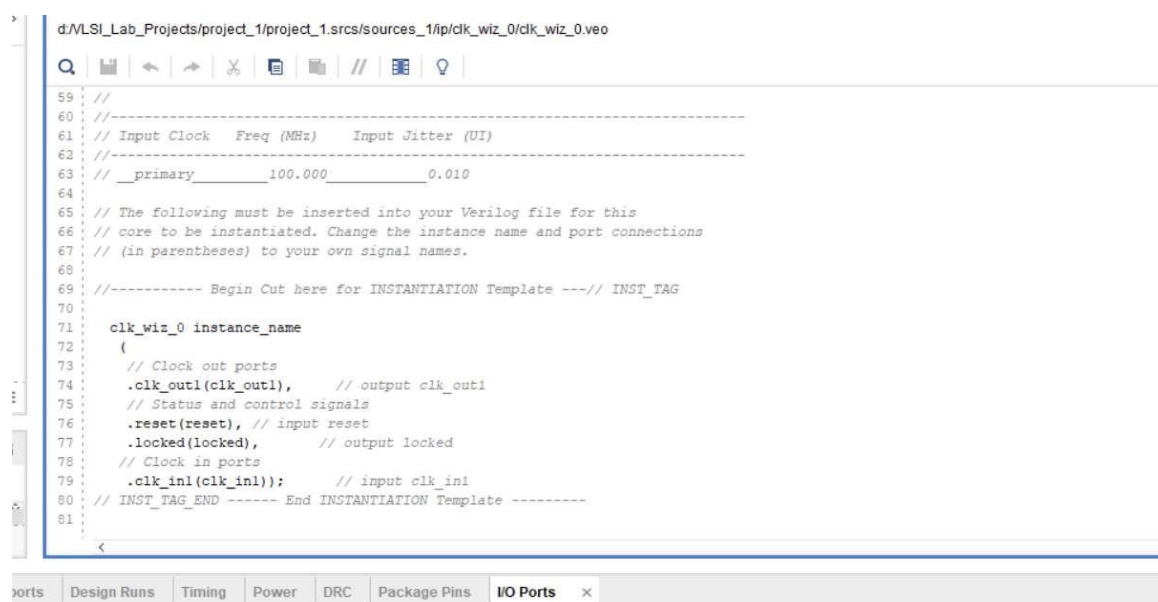 d:/VLSI_Lab_Projects/project_1/project_1.srcs/sources_1/ip/clk_wiz_0/clk_wiz_0.veo
59 //
60 //----------------------------------------------------------------------------
61 // Input Clock   Freq (MHz)    Input Jitter (UI)
62 //----------------------------------------------------------------------------
63 // __primary_________100.000____________0.010
64
65 // The following must be inserted into your Verilog file for this
66 // core to be instantiated. Change the instance name and port connections
67 // (in parentheses) to your own signal names.
68
69 //----------- Begin Cut here for INSTANTIATION Template ---// INST_TAG
70
71   clk_wiz_0 instance_name
72    (
73     // Clock out ports
74     .clk_out1(clk_out1),     // output clk_out1
75     // Status and control signals
76     .reset(reset), // input reset
77     .locked(locked),       // output locked
78    // Clock in ports
79     .clk_in1(clk_in1));      // input clk_in1
80 // INST_TAG_END ------ End INSTANTIATION Template ---------
81
ports Design Runs Timing Power DRC Package Pins I/O Ports ×